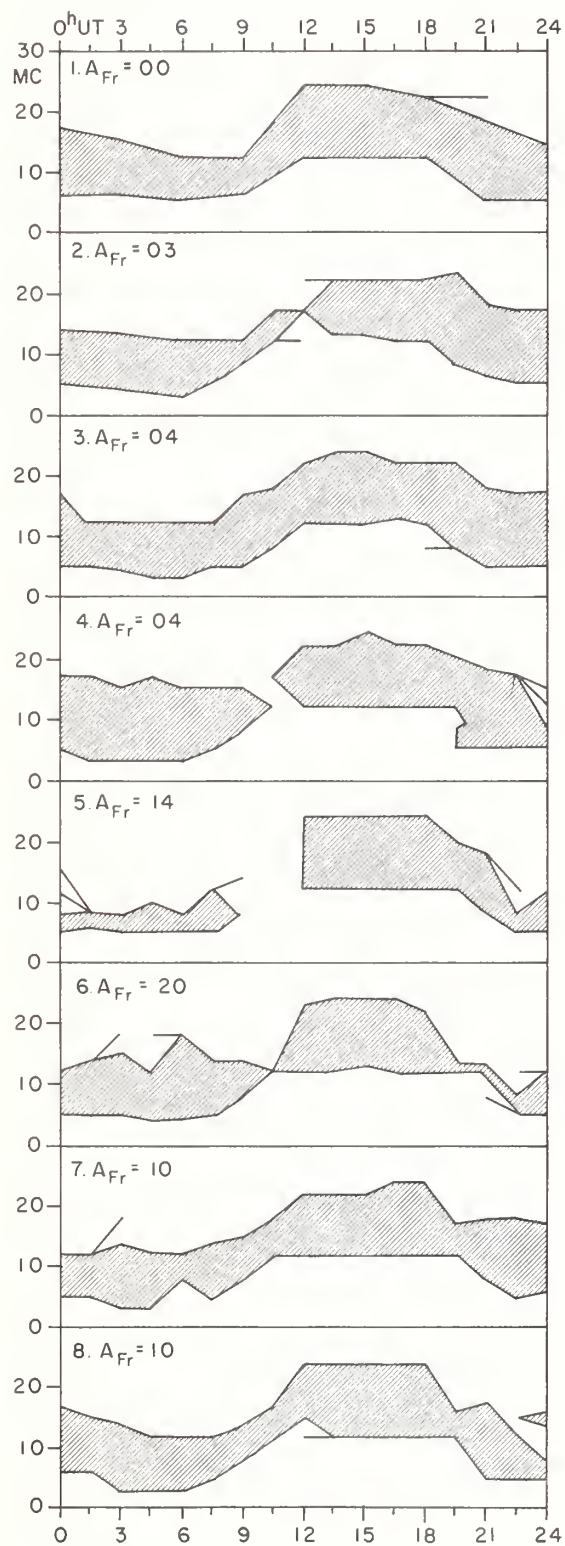 0ʰUT 3 6 9 12 15 18 21 24
30
MC
1. A_Fr = 00
20
10
0
2. A_Fr = 03
20
10
0
3. A_Fr = 04
20
10
0
4. A_Fr = 04
20
10
0
5. A_Fr = 14
20
10
0
6. A_Fr = 20
20
10
0
7. A_Fr = 10
20
10
0
8. A_Fr = 10
20
10
0
0 3 6 9 12 15 18 21 24